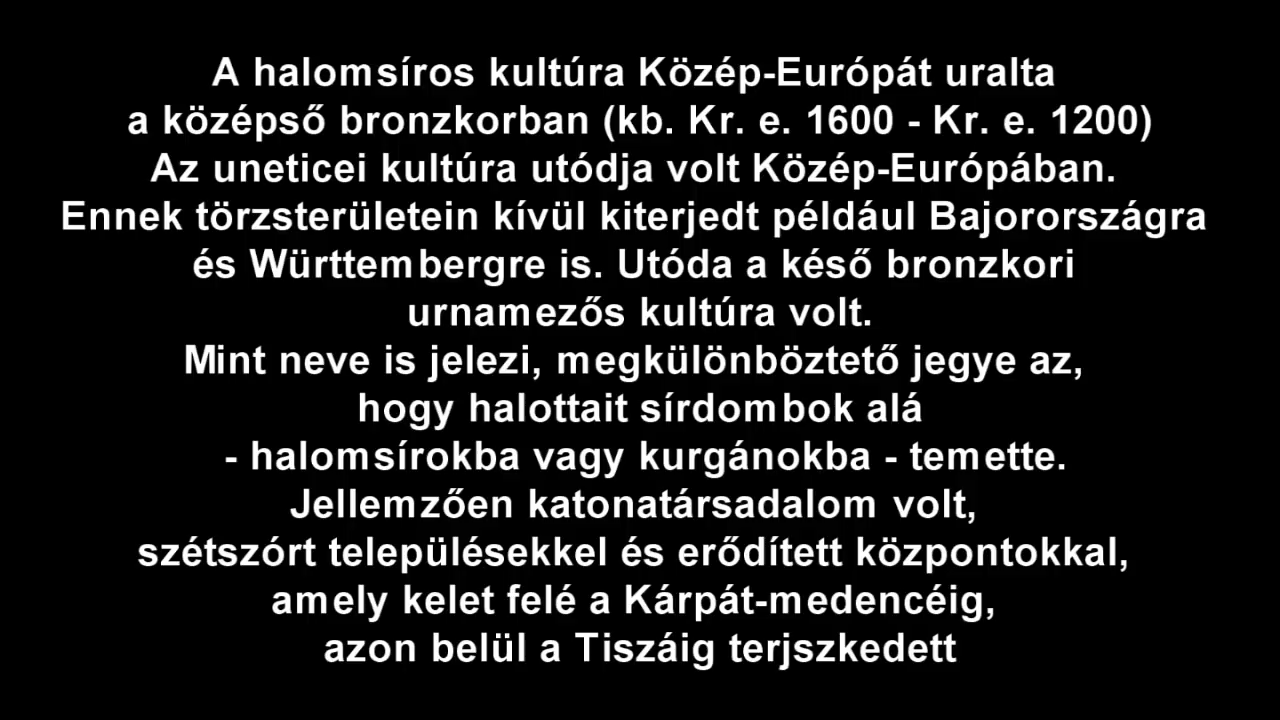 A halomsíros kultúra Közép-Európát uralta
a középső bronzkorban (kb. Kr. e. 1600 - Kr. e. 1200)
Az uneticei kultúra utódja volt Közép-Európában.
Ennek törzsterületein kívül kiterjedt például Bajorországra
és Württembergre is. Utóda a késő bronzkori
urnamezős kultúra volt.
Mint neve is jelezi, megkülönböztető jegye az,
hogy halottait sírdombok alá
- halomsírokba vagy kurgánokba - temette.
Jellemzően katonatársadalom volt,
szétszórt településekkel és erődített központokkal,
amely kelet felé a Kárpát-medencéig,
azon belül a Tiszáig terjszkedett